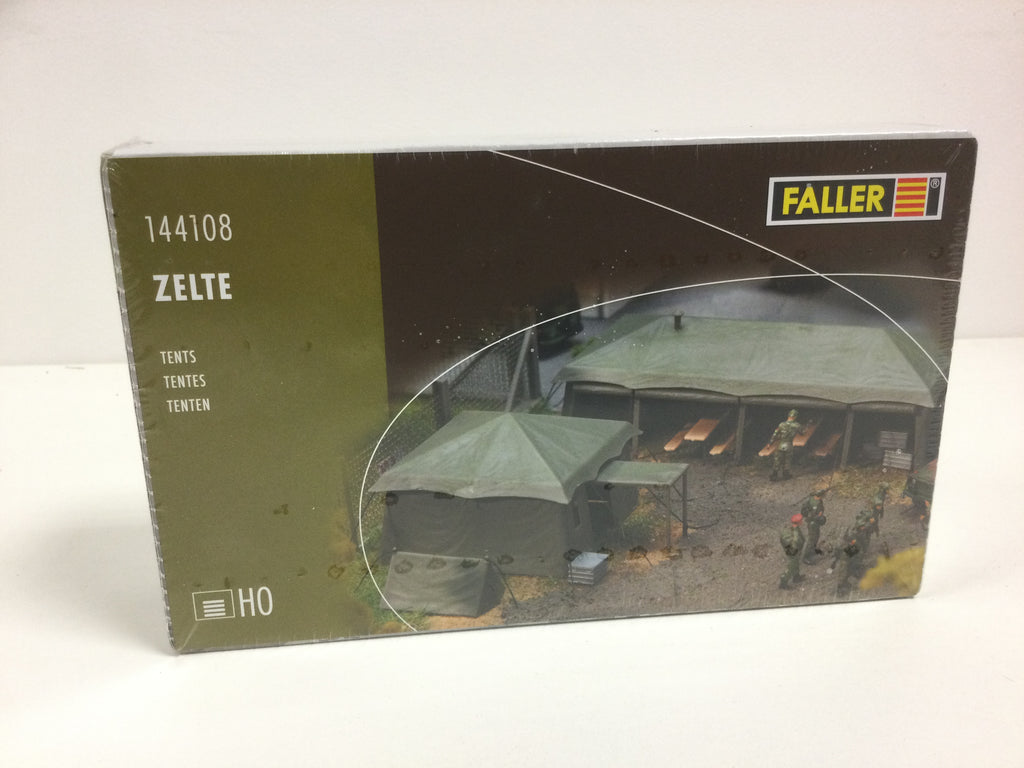 144108
ZELTE
TENTS
TENTES
TENTEN
H0
FALLER ®